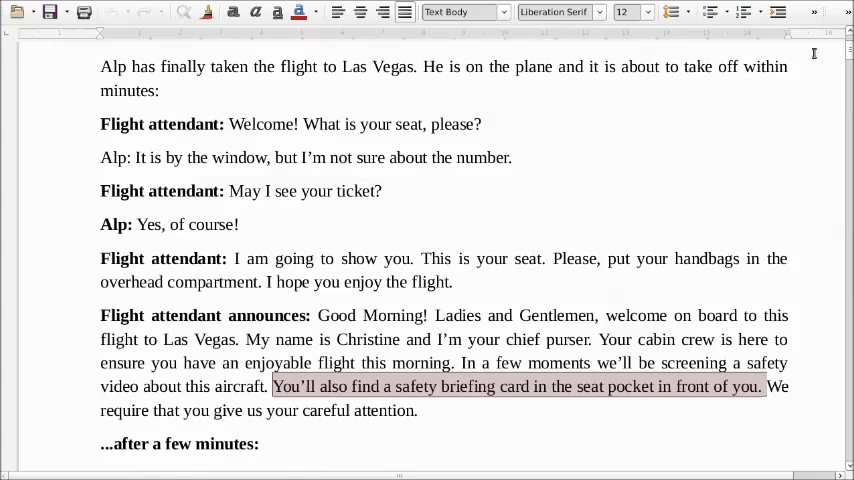 Text Body
Liberation Serif
12
Alp has finally taken the flight to Las Vegas. He is on the plane and it is about to take off within
minutes:
Flight attendant: Welcome! What is your seat, please?
Alp: It is by the window, but I’m not sure about the number.
Flight attendant: May I see your ticket?
Alp: Yes, of course!
Flight attendant: I am going to show you. This is your seat. Please, put your handbags in the
overhead compartment. I hope you enjoy the flight.
Flight attendant announces: Good Morning! Ladies and Gentlemen, welcome on board to this
flight to Las Vegas. My name is Christine and I’m your chief purser. Your cabin crew is here to
ensure you have an enjoyable flight this morning. In a few moments we’ll be screening a safety
video about this aircraft. You’ll also find a safety briefing card in the seat pocket in front of you. We
require that you give us your careful attention.
...after a few minutes: